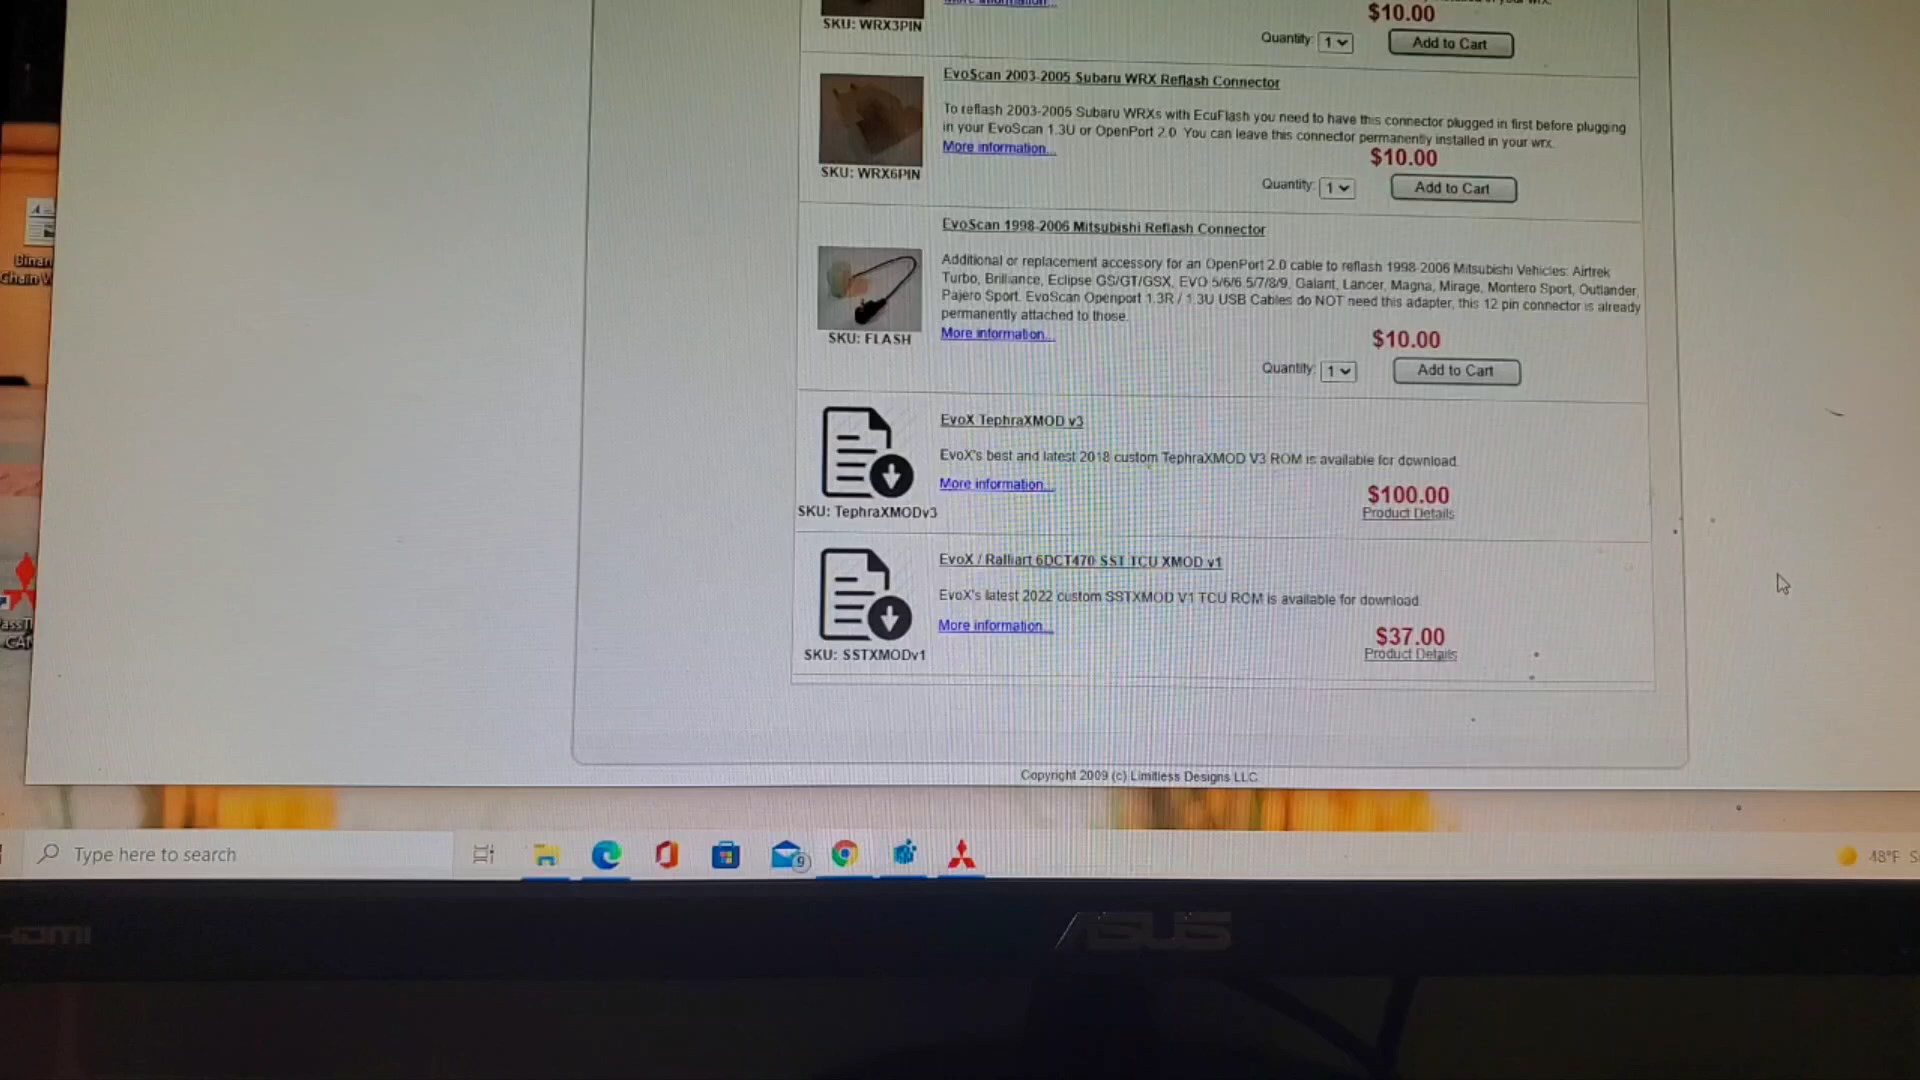 $10.00
SKU: WRX3PIN
Quantity: 1
Add to Cart
EvoScan 2003-2005 Subaru WRX Reflash Connector
To reflash 2003-2005 Subaru WRXs with EcuFlash you need to have this connector plugged in first before plugging
in your EvoScan 1.3U or OpenPort 2.0. You can leave this connector permanently installed in your wrx.
More information...
$10.00
SKU: WRX6PIN
Quantity: 1
Add to Cart
EvoScan 1998-2006 Mitsubishi Reflash Connector
Additional or replacement accessory for an OpenPort 2.0 cable to reflash 1998-2006 Mitsubishi Vehicles: Airtrek
Turbo, Brilliance, Eclipse GS/GT/GSX, EVO 5/6/6.5/7/8/9, Galant, Lancer, Magna, Mirage, Montero Sport, Outlander,
Pajero Sport. EvoScan Openport 1.3R / 1.3U USB Cables do NOT need this adapter, this 12 pin connector is already
permanently attached to those.
More information...
SKU: FLASH
$10.00
Quantity: 1
Add to Cart
EvoX TephraXMOD v3
EvoX's best and latest 2018 custom TephraXMOD V3 ROM is available for download.
More information...
$100.00
SKU: TephraXMODv3
Product Details
EvoX / Ralliart 6DCT470 SST TCU XMOD v1
EvoX's latest 2022 custom SSTXMOD V1 TCU ROM is available for download.
More information...
$37.00
SKU: SSTXMODv1
Product Details
Copyright 2009 (c) Limitless Designs LLC
Type here to search
9
48°F
HDMI
ASUS